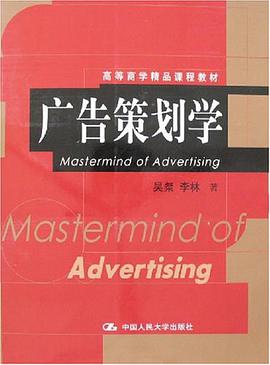 高等商学精品课程教材
广告策划学
Mastermind of Advertising
吴粲 李林 著
Mastermind of
Advertising
中国人民大学出版社